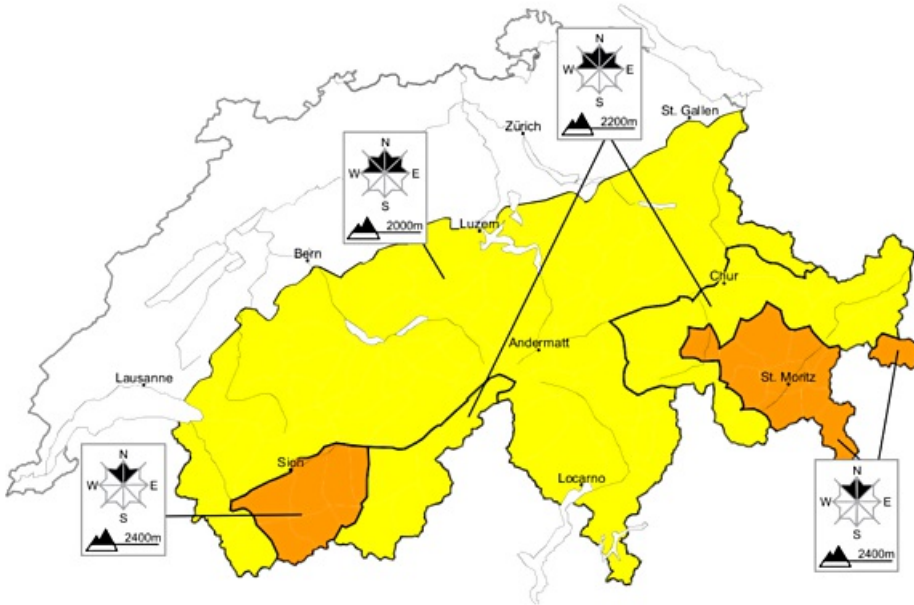 N
W E
S
2200m
St. Gallen
Zürich
N
W E
S
2000m
Luzern
Bern
Chur
Andermatt
Lausanne
St. Moritz
N
W E
S
2400m
Sion
Locarno
N
W E
S
2400m